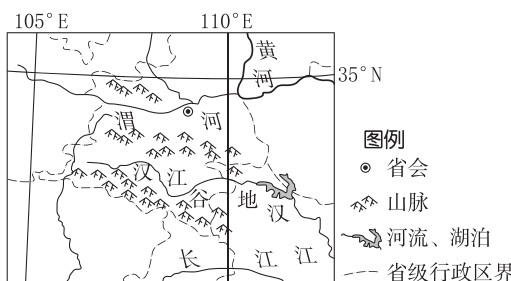 105°E 110°E
黄河
35°N
渭河
汉江谷地
汉江
长江
图例
省会
山脉
河流、湖泊
省级行政区界